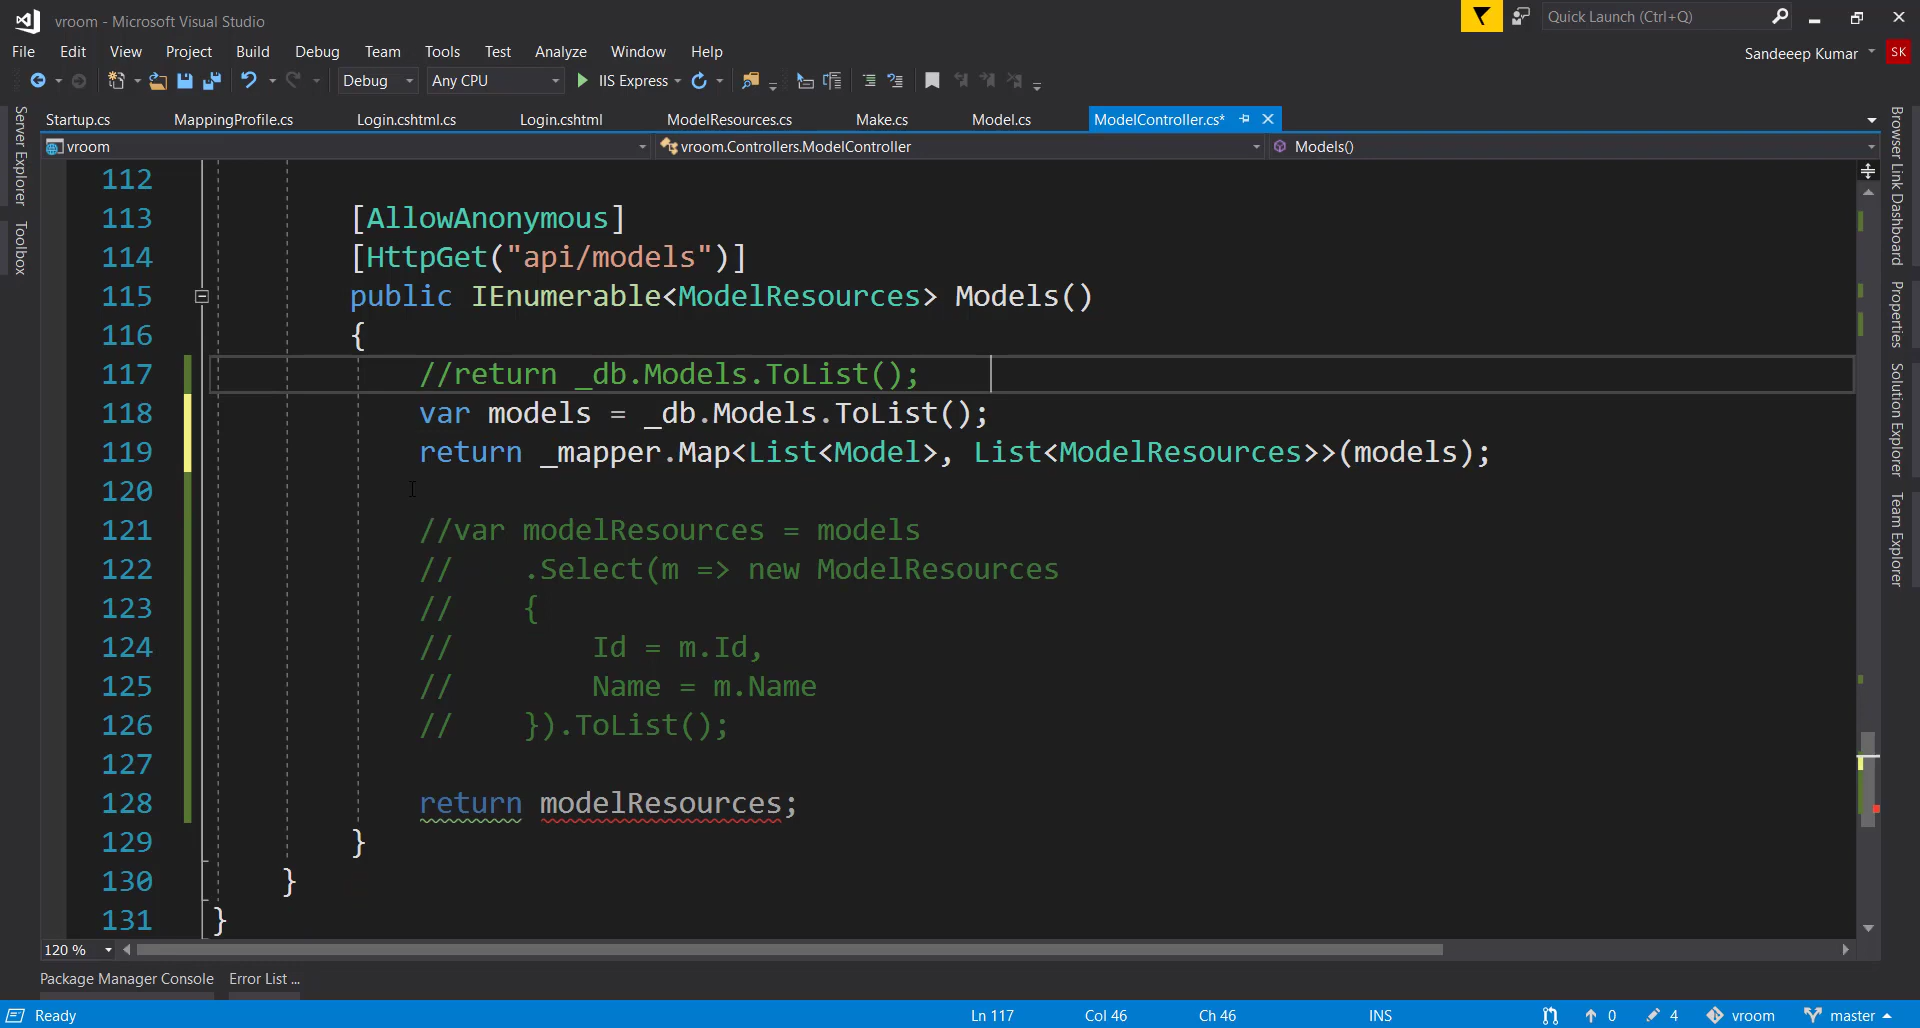 vroom - Microsoft Visual Studio
Quick Launch (Ctrl+Q)
File Edit View Project Build Debug Team Tools Test Analyze Window Help
Sandeeep Kumar SK
Debug Any CPU IIS Express
Startup.cs MappingProfile.cs Login.cshtml.cs Login.cshtml ModelResources.cs Make.cs Model.cs ModelController.cs*
vroom vroom.Controllers.ModelController Models()
Server Explorer
Toolbox
112
113 [AllowAnonymous]
114 [HttpGet("api/models")]
115 public IEnumerable<ModelResources> Models()
116 {
117 //return _db.Models.ToList();
118 var models = _db.Models.ToList();
119 return _mapper.Map<List<Model>, List<ModelResources>>(models);
120
121 //var modelResources = models
122 // .Select(m => new ModelResources
123 // {
124 // Id = m.Id,
125 // Name = m.Name
126 // }).ToList();
127
128 return modelResources;
129 }
130 }
131 }
Browser Link Dashboard
Properties
Solution Explorer
Team Explorer
120 %
Package Manager Console Error List ...
Ready Ln 117 Col 46 Ch 46 INS 0 4 vroom master